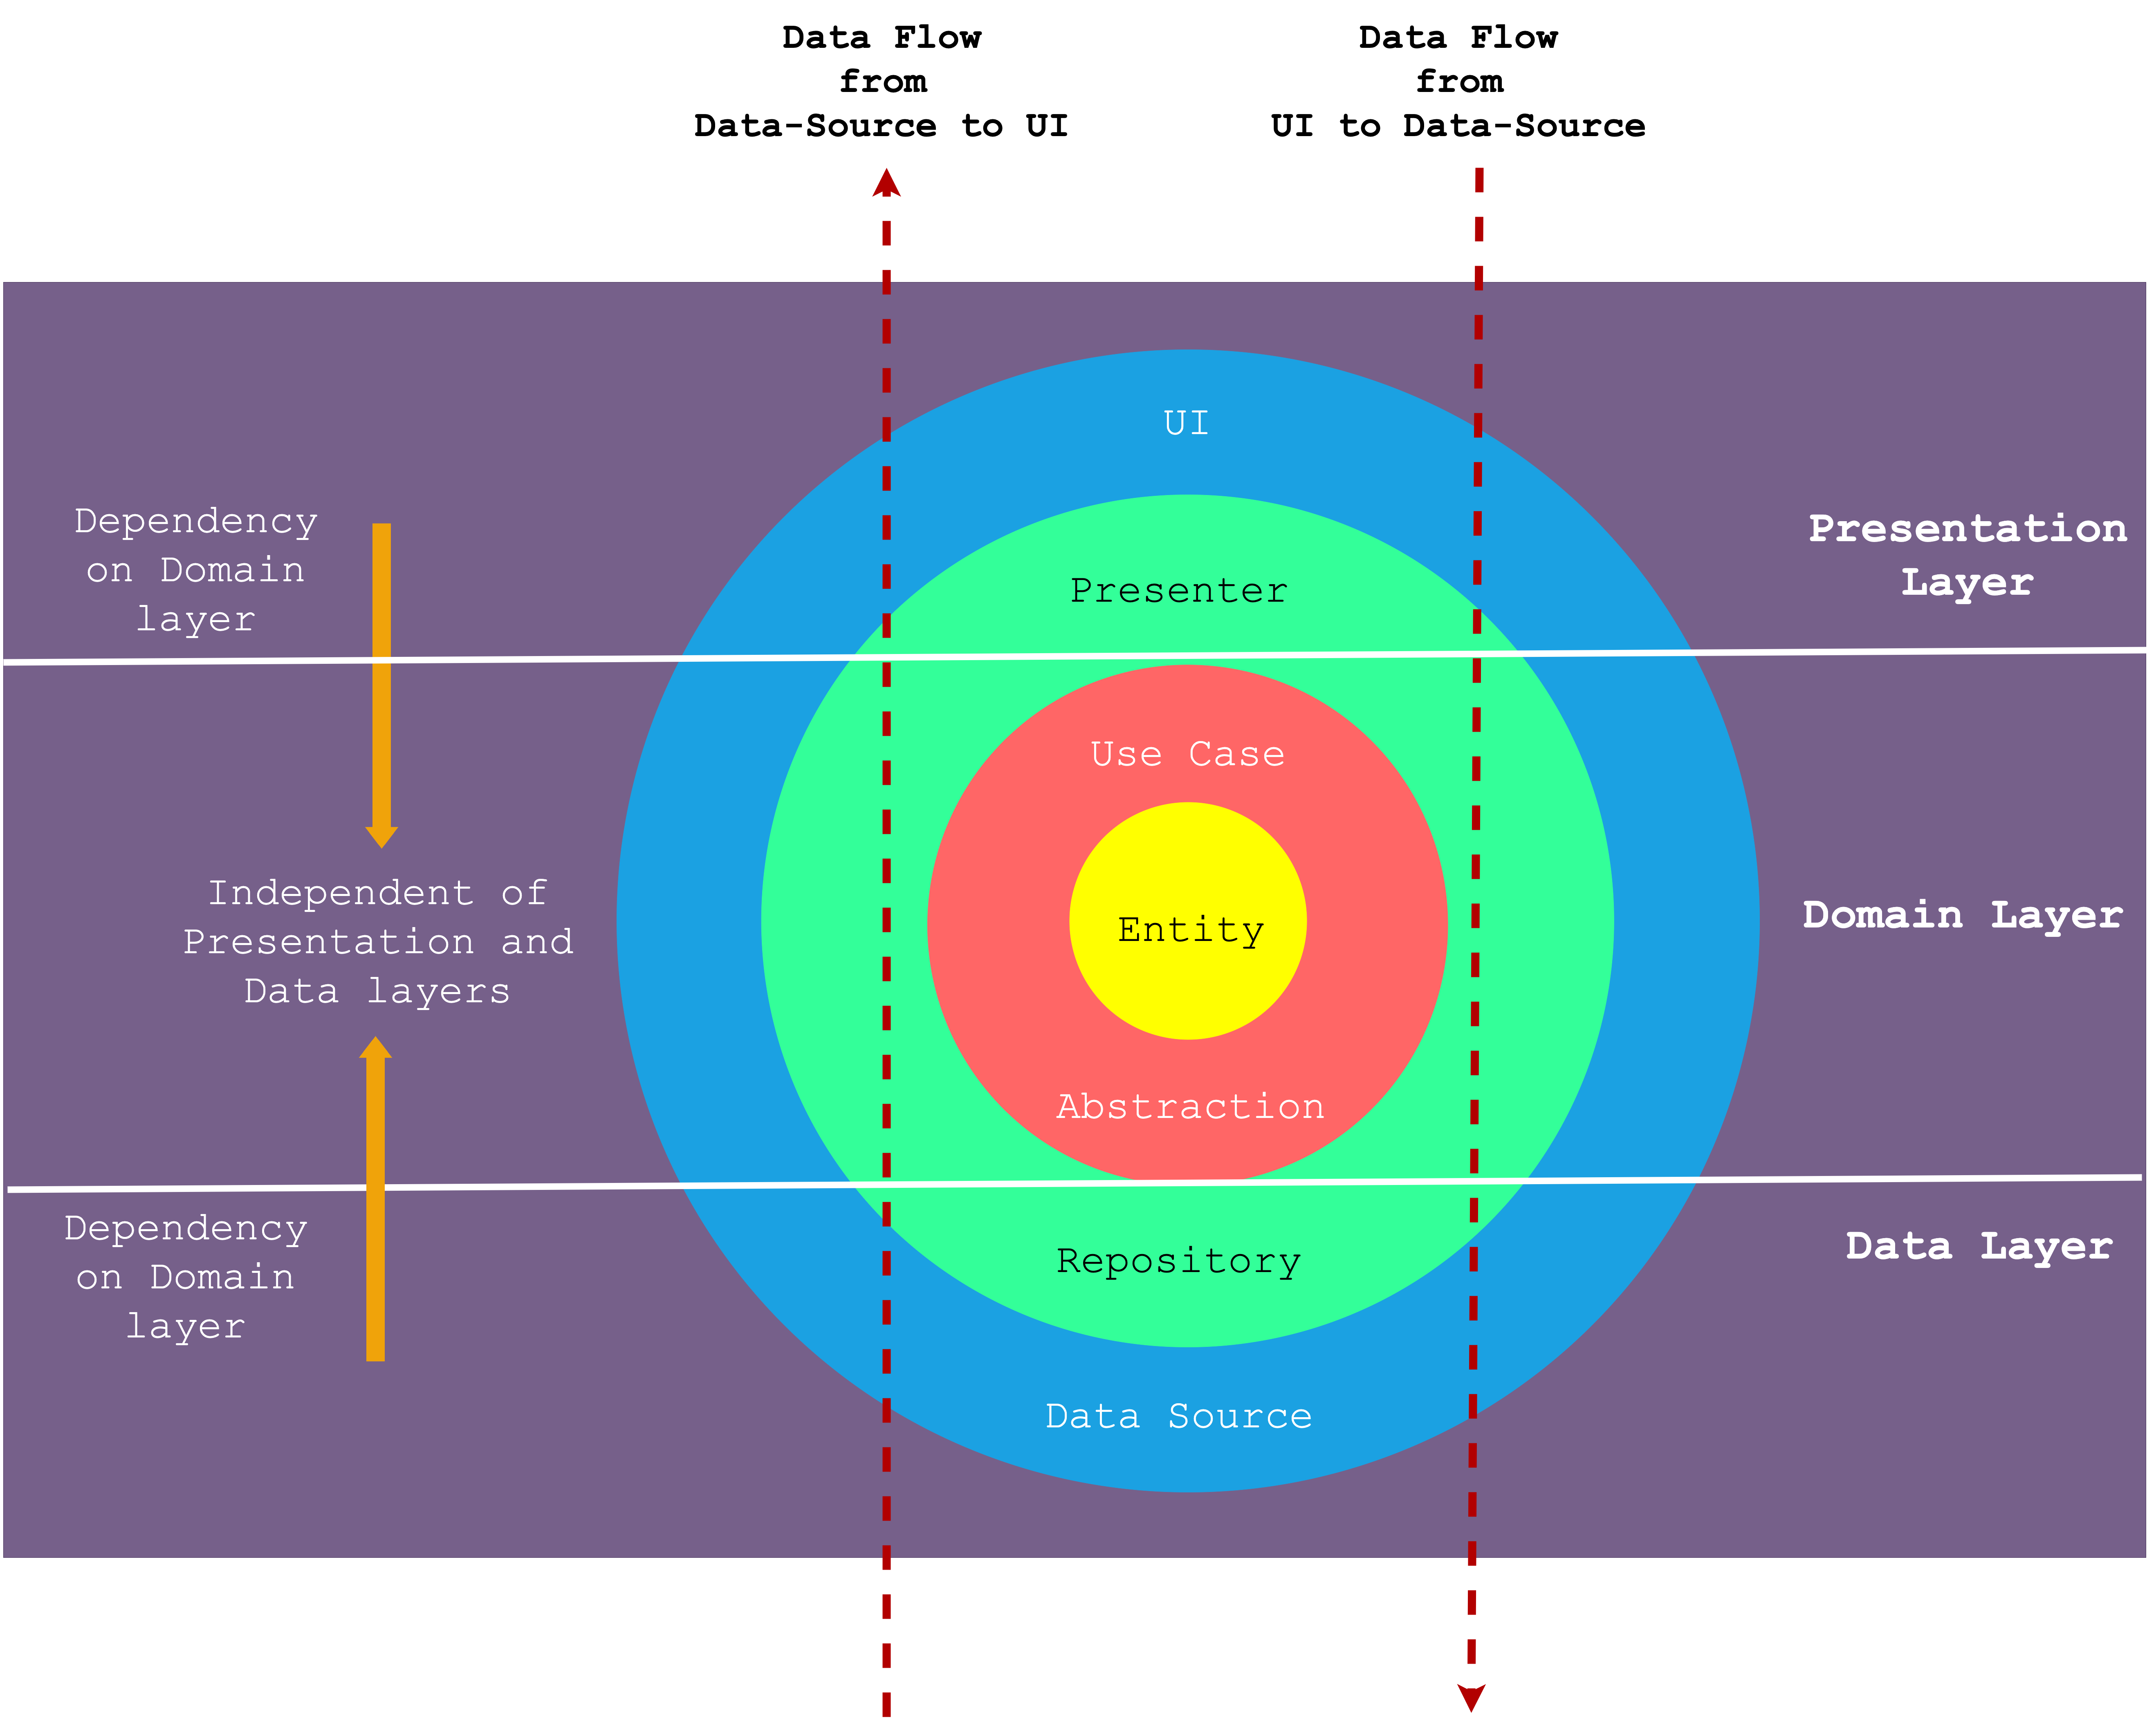 Data Flow
from
Data-Source to UI
Data Flow
from
UI to Data-Source
UI
Dependency
on Domain
layer
Presenter
Presentation
Layer
Use Case
Independent of
Presentation and
Data layers
Entity
Domain Layer
Abstraction
Dependency
on Domain
layer
Repository
Data Layer
Data Source